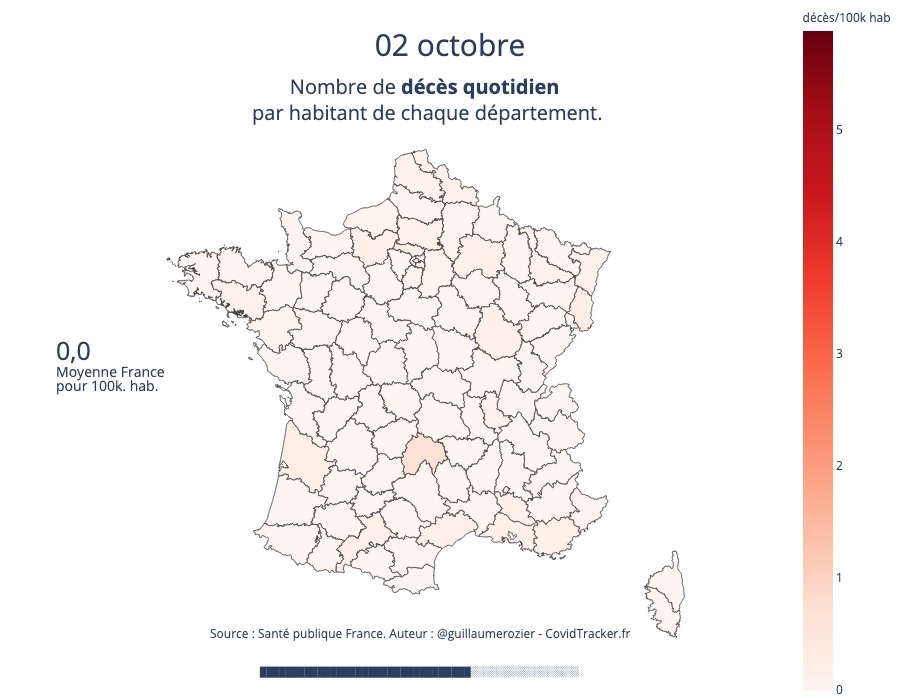 décès/100k hab
02 octobre
Nombre de décès quotidien
par habitant de chaque département.
5
4
0,0
Moyenne France
pour 100k. hab.
3
2
1
Source : Santé publique France. Auteur : @guillaumerozier - CovidTracker.fr
0